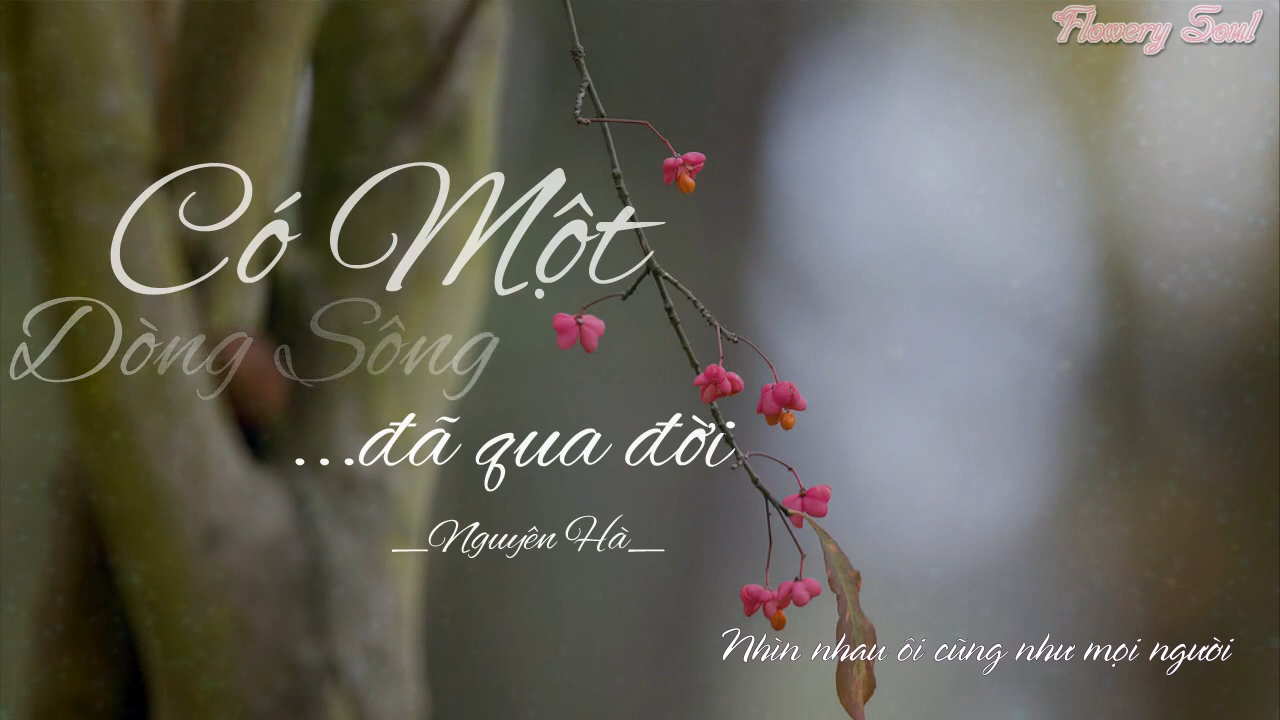 Flowery Soul
Có Một
Dòng Sông
...đã qua đời
_Nguyên Hà_
Nhìn nhau ôi cũng như mọi người